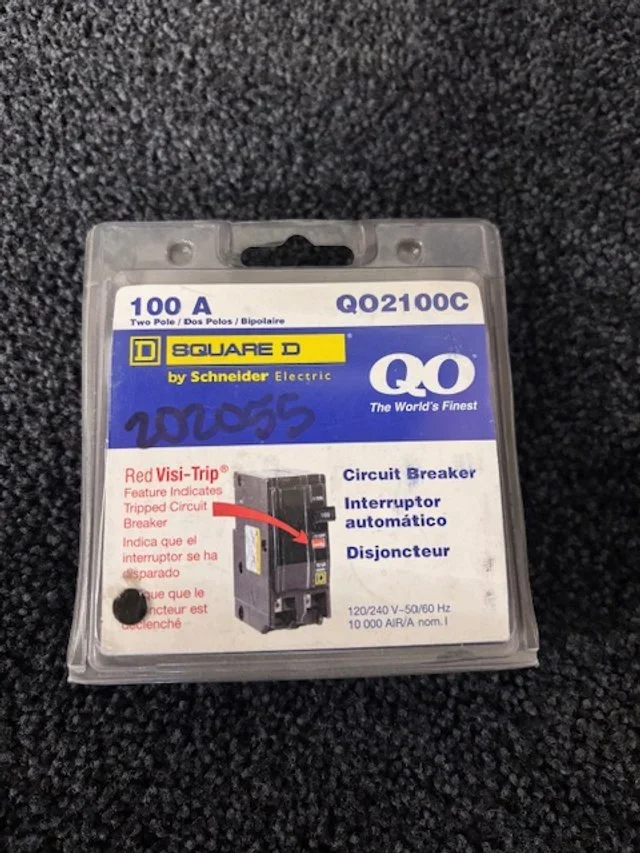 100 A
QO2100C
Two Pole / Dos Polos / Bipolaire
D SQUARE D
by Schneider Electric
QO
The World's Finest
202055
Red Visi-Trip®
Feature Indicates
Tripped Circuit
Breaker
Indica que el
interruptor se ha
disparado
que le
est
Circuit Breaker
Interruptor
automático
Disjoncteur
120/240 V~50/60 Hz
10 000 AIR/A nom. I